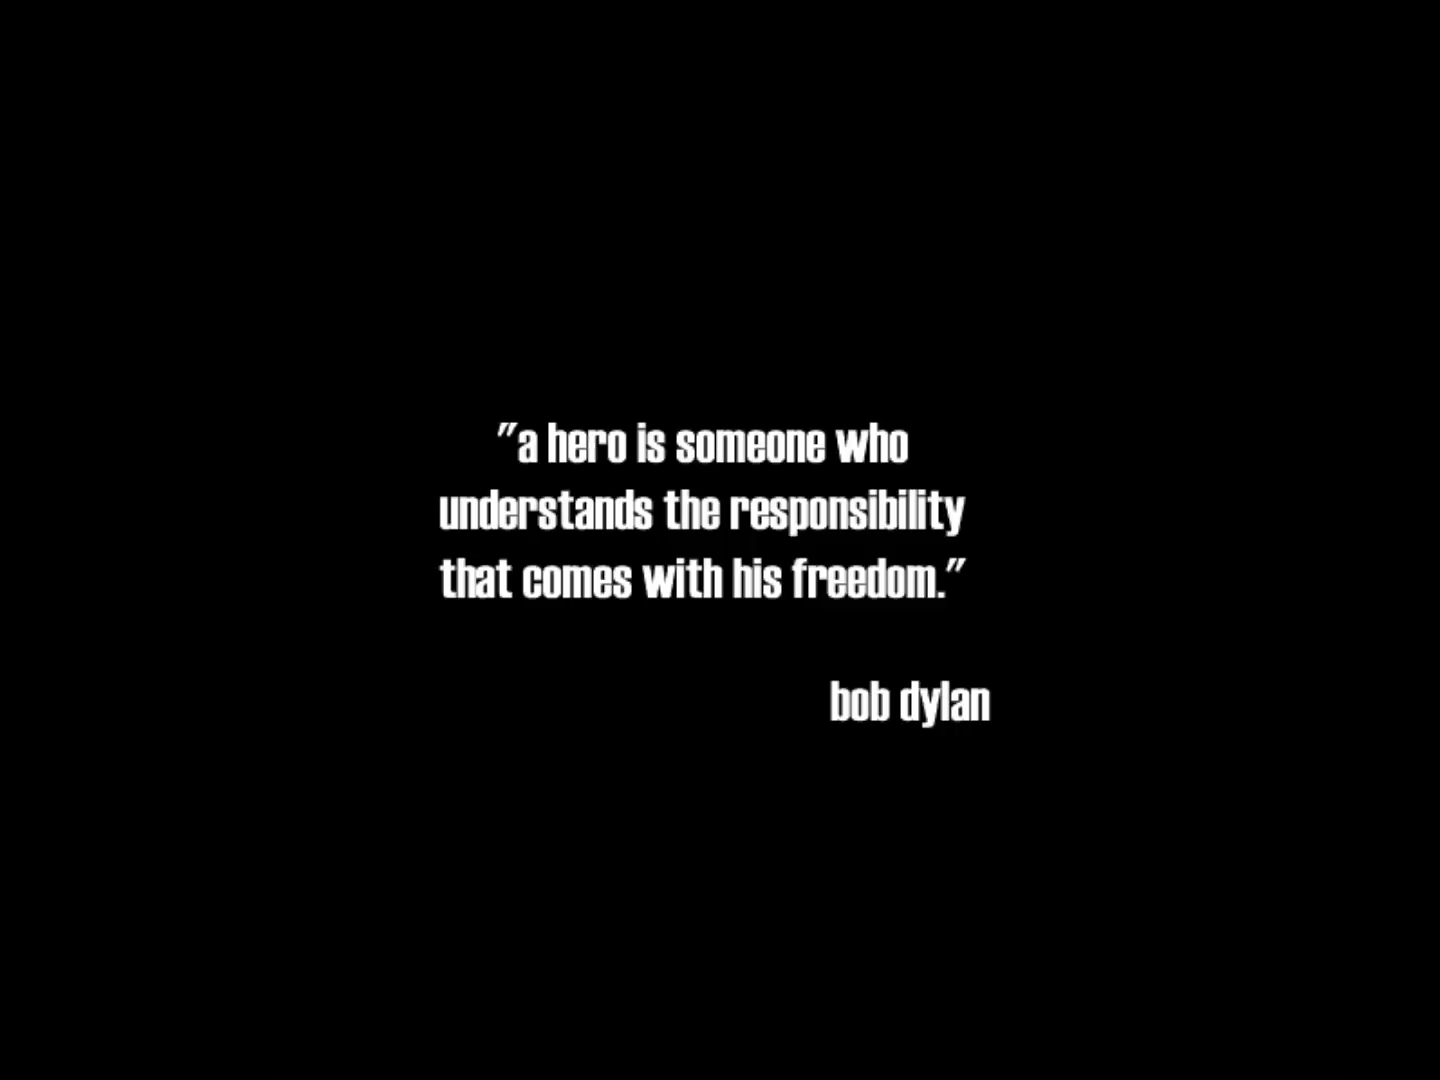 "a hero is someone who
understands the responsibility
that comes with his freedom."
bob dylan